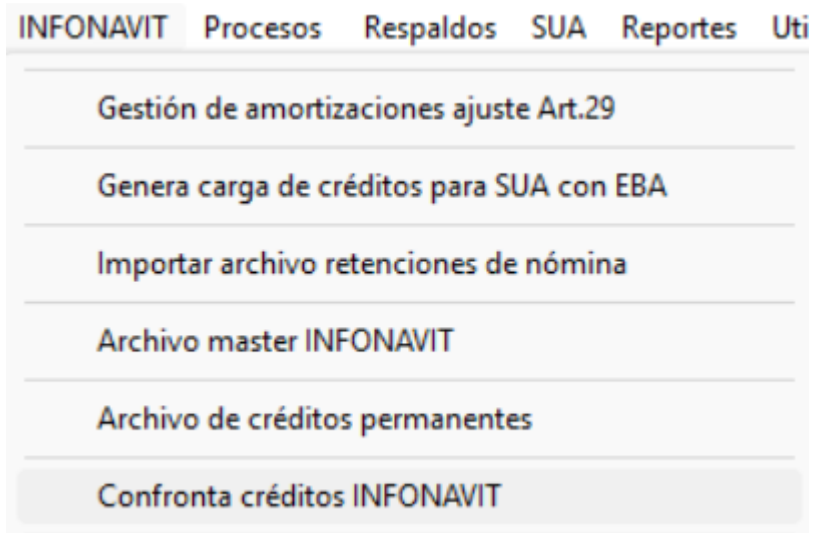 INFONAVIT Procesos Respaldos SUA Reportes Uti
Gestión de amortizaciones ajuste Art.29
Genera carga de créditos para SUA con EBA
Importar archivo retenciones de nómina
Archivo master INFONAVIT
Archivo de créditos permanentes
Confronta créditos INFONAVIT